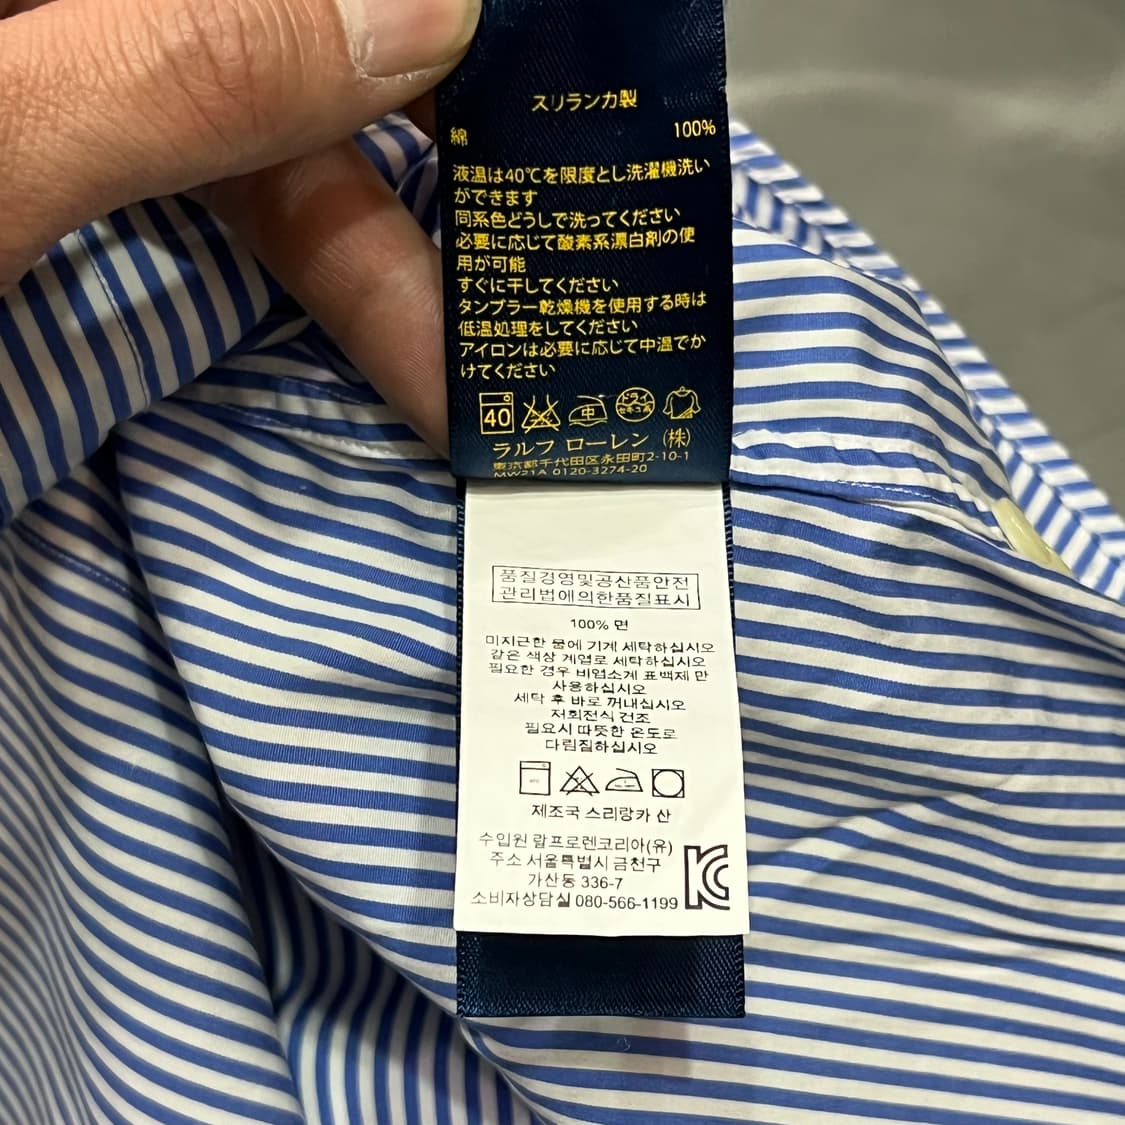 スリランカ製
綿 100%
液温は40℃を限度とし洗濯機洗い
ができます
同系色どうしで洗ってください
必要に応じて酸素系漂白剤の使
用が可能
すぐに干してください
タンブラー乾燥機を使用する時は
低温処理をしてください
アイロンは必要に応じて中温でか
けてください
40 中 ドライ セキユ系
ラルフ ローレン (株)
東京都千代田区永田町2-10-1
MW21A 0120-3274-20
품질경영및공산품안전
관리법에의한품질표시
100% 면
미지근한 물에 기계 세탁하십시오
같은 색상 계열로 세탁하십시오
필요한 경우 비염소계 표백제 만
사용하십시오
세탁 후 바로 꺼내십시오
저회전식 건조
필요시 따뜻한 온도로
다림질하십시오
제조국 스리랑카 산
수입원 랄프로렌코리아(유)
주소 서울특별시 금천구
가산동 336-7
소비자상담실 080-566-1199